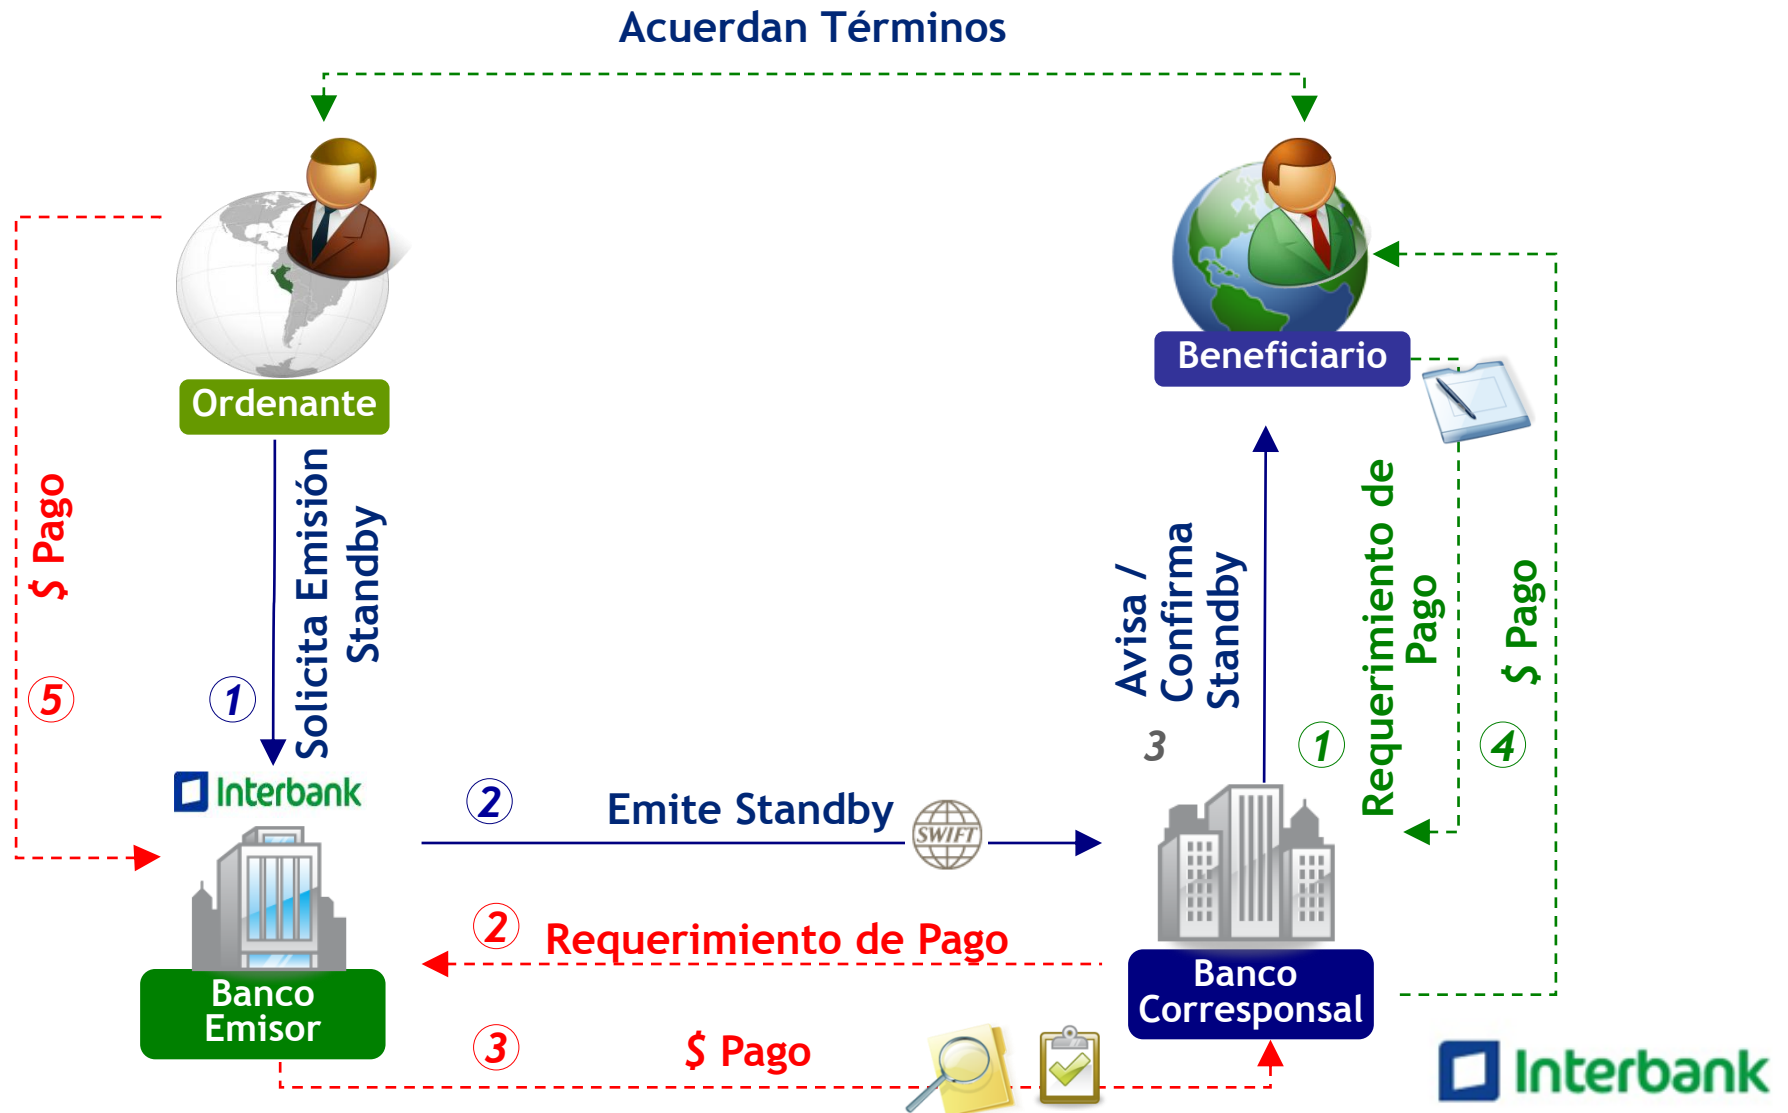 Acuerdan Términos
Ordenante
Beneficiario
$ Pago
5
1
Solicita Emisión
Standby
Avisa /
Confirma
Standby
3
1
Requerimiento de
Pago
4
$ Pago
Interbank
2
Emite Standby
SWIFT
2
Requerimiento de Pago
Banco
Emisor
Banco
Corresponsal
3
$ Pago
Interbank